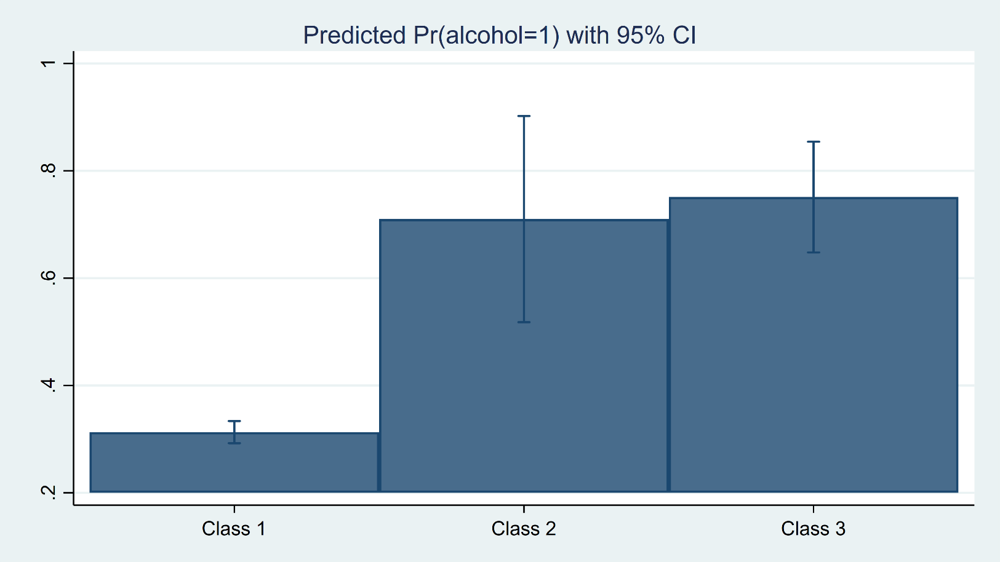 Predicted Pr(alcohol=1) with 95% CI
1
.8
.6
.4
.2
Class 1 Class 2 Class 3